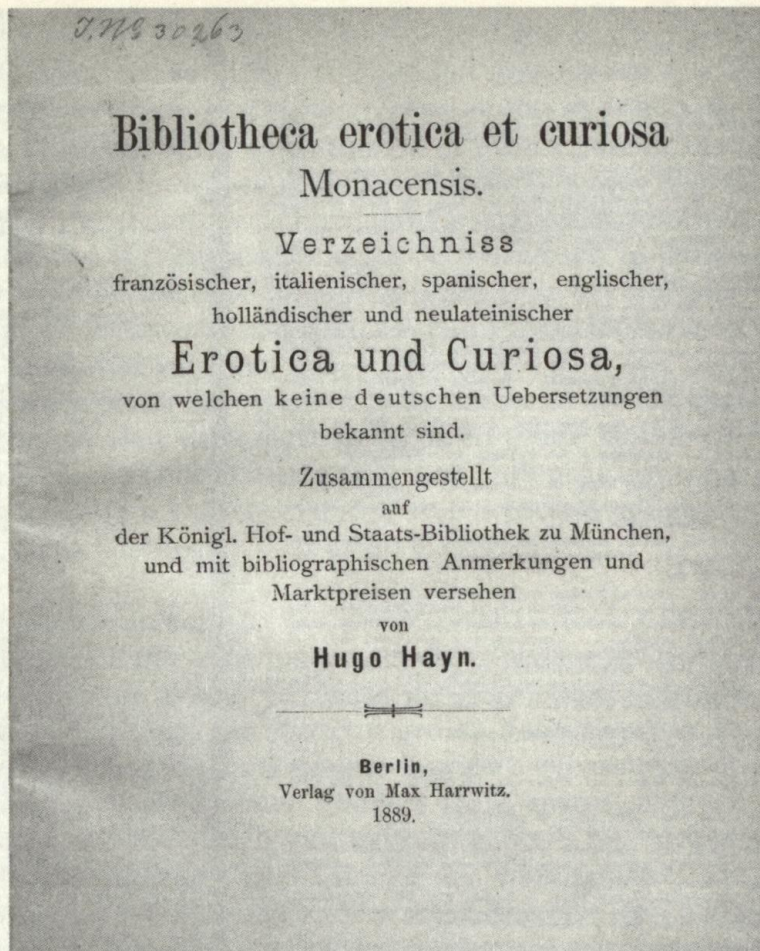 J.No 30263
Bibliotheca erotica et curiosa
Monacensis.
Verzeichniss
französischer, italienischer, spanischer, englischer,
holländischer und neulateinischer
Erotica und Curiosa,
von welchen keine deutschen Uebersetzungen
bekannt sind.
Zusammengestellt
auf
der Königl. Hof- und Staats-Bibliothek zu München,
und mit bibliographischen Anmerkungen und
Marktpreisen versehen
von
Hugo Hayn.
Berlin,
Verlag von Max Harrwitz.
1889.